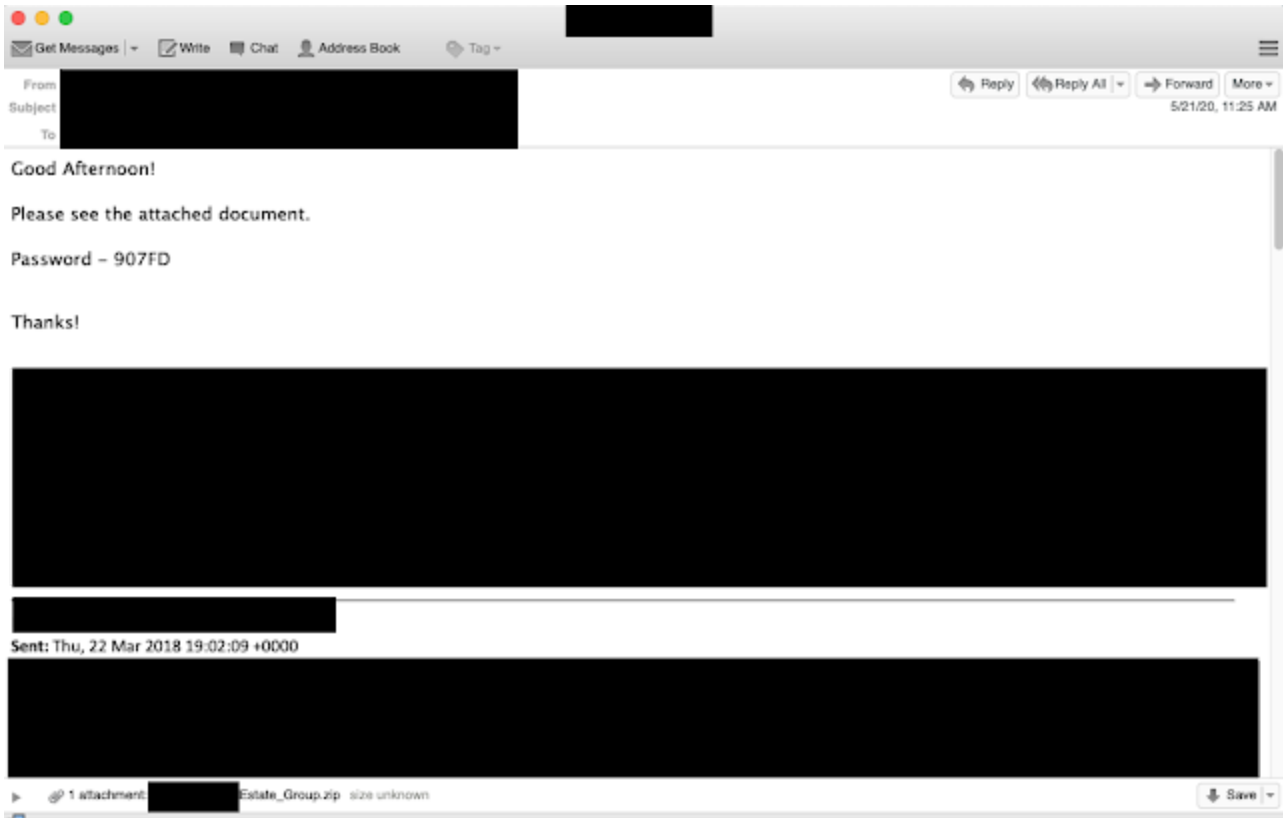 Get Messages Write Chat Address Book Tag
From Reply Reply All Forward More
Subject 5/21/20, 11:25 AM
To
Good Afternoon!
Please see the attached document.
Password – 907FD
Thanks!
Sent: Thu, 22 Mar 2018 19:02:09 +0000
1 attachment: Estate_Group.zip size unknown Save